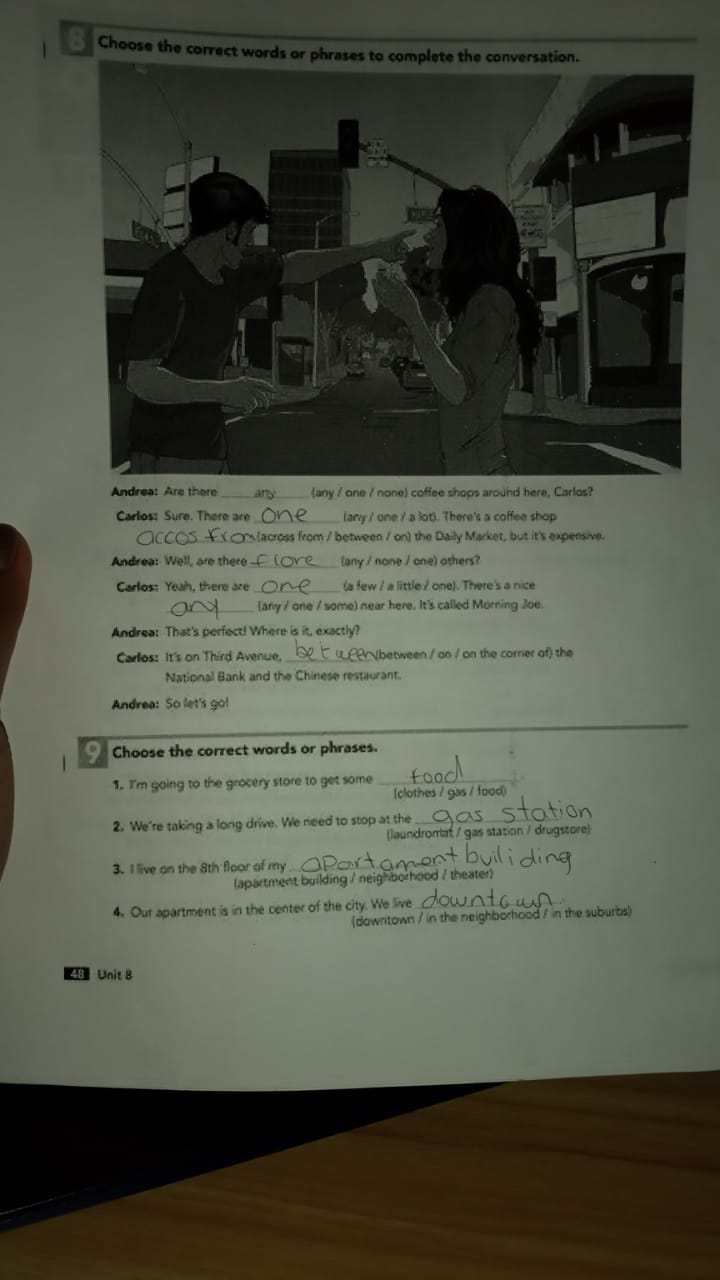 8 Choose the correct words or phrases to complete the conversation.
Andrea: Are there any (any / one / none) coffee shops around here, Carlos?
Carlos: Sure. There are one (any / one / a lot). There's a coffee shop
accos from (across from / between / on) the Daily Market, but it's expensive.
Andrea: Well, are there (any / none / one) others?
Carlos: Yeah, there are one (a few / a little / one). There's a nice
any (any / one / some) near here. It's called Morning Joe.
Andrea: That's perfect! Where is it, exactly?
Carlos: It's on Third Avenue, between (between / on / on the corner of) the
National Bank and the Chinese restaurant.
Andrea: So let's go!
9 Choose the correct words or phrases.
1. I'm going to the grocery store to get some food
(clothes / gas / food)
2. We're taking a long drive. We need to stop at the gas station
(laundromat / gas station / drugstore)
3. I live on the 8th floor of my apartament builiding
(apartment building / neighborhood / theater)
4. Our apartment is in the center of the city. We live downtown.
(downtown / in the neighborhood / in the suburbs)
48 Unit 8